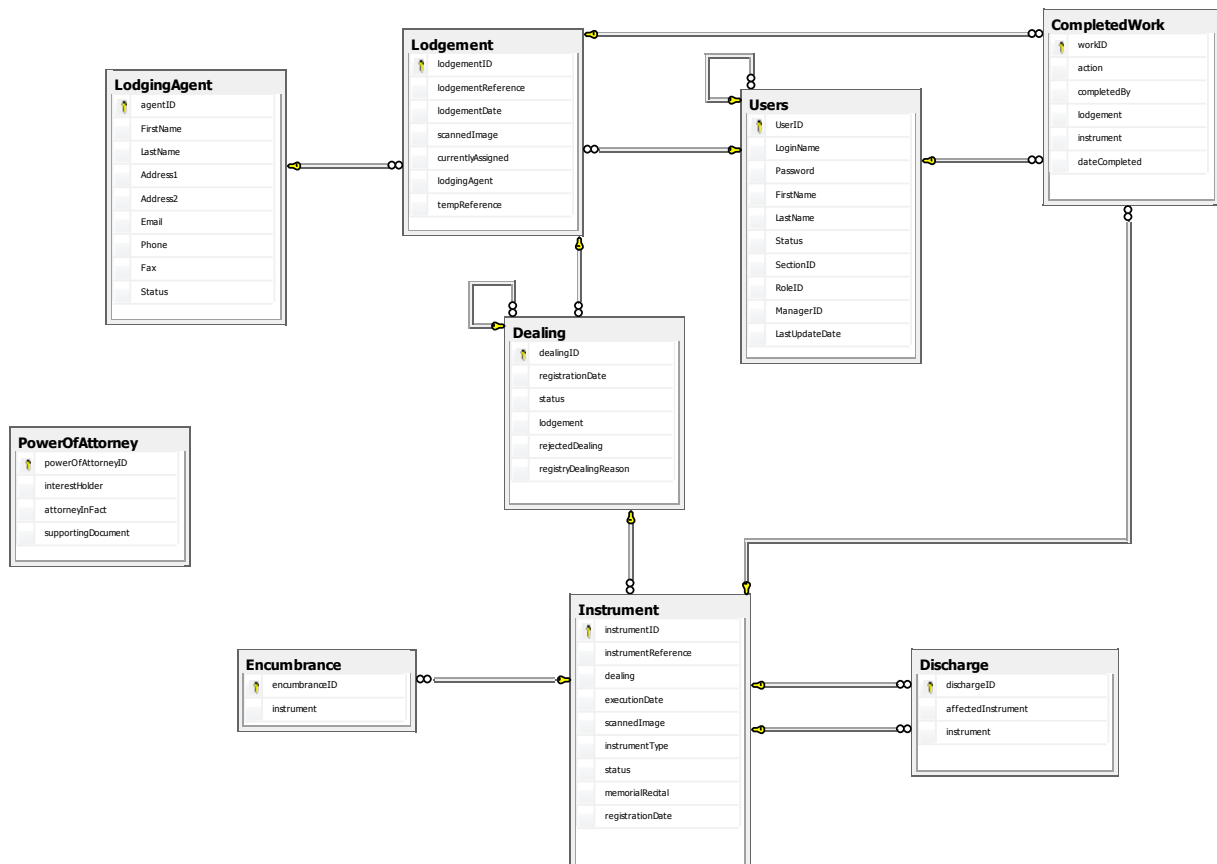 LodgingAgent
agentID
FirstName
LastName
Address1
Address2
Email
Phone
Fax
Status
Lodgement
lodgementID
lodgementReference
lodgementDate
scannedImage
currentlyAssigned
lodgingAgent
tempReference
Users
UserID
LoginName
Password
FirstName
LastName
Status
SectionID
RoleID
ManagerID
LastUpdateDate
CompletedWork
workID
action
completedBy
lodgement
instrument
dateCompleted
Dealing
dealingID
registrationDate
status
lodgement
rejectedDealing
registryDealingReason
PowerOfAttorney
powerOfAttorneyID
interestHolder
attorneyInFact
supportingDocument
Encumbrance
encumbranceID
instrument
Instrument
instrumentID
instrumentReference
dealing
executionDate
scannedImage
instrumentType
status
memorialRecital
registrationDate
Discharge
dischargeID
affectedInstrument
instrument